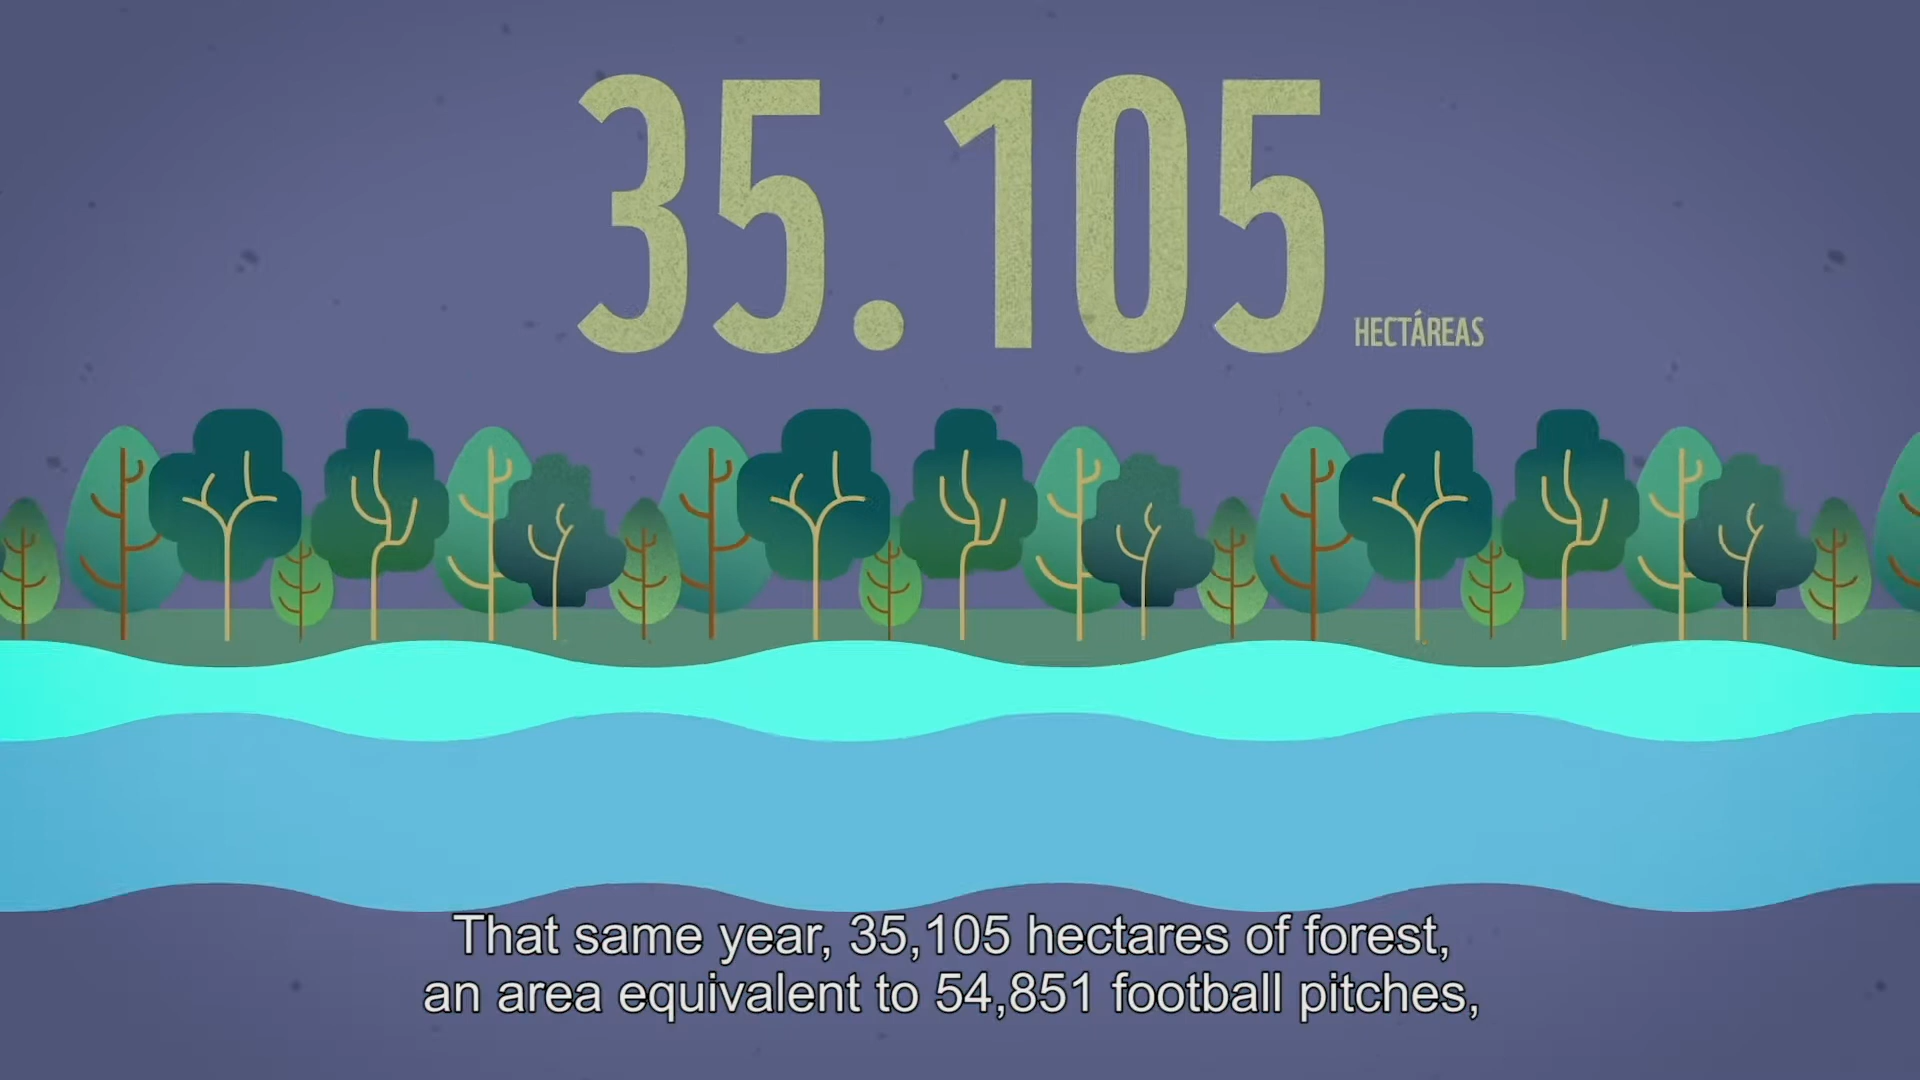 35.105 HECTÁREAS
That same year, 35,105 hectares of forest,
an area equivalent to 54,851 football pitches,